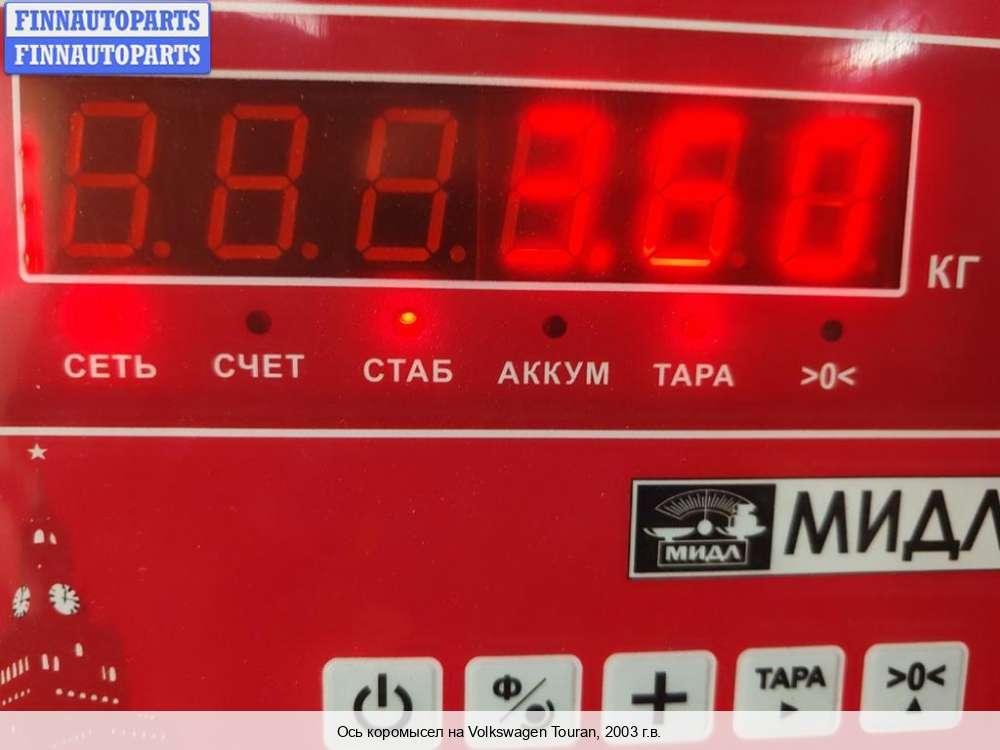 FINNAUTOPARTS
FINNAUTOPARTS
КГ
СЕТЬ СЧЕТ СТАБ АККУМ ТАРА >0<
МИДЛ МИДЛ
Ф ТАРА >0<
Ось коромысел на Volkswagen Touran, 2003 г.в.